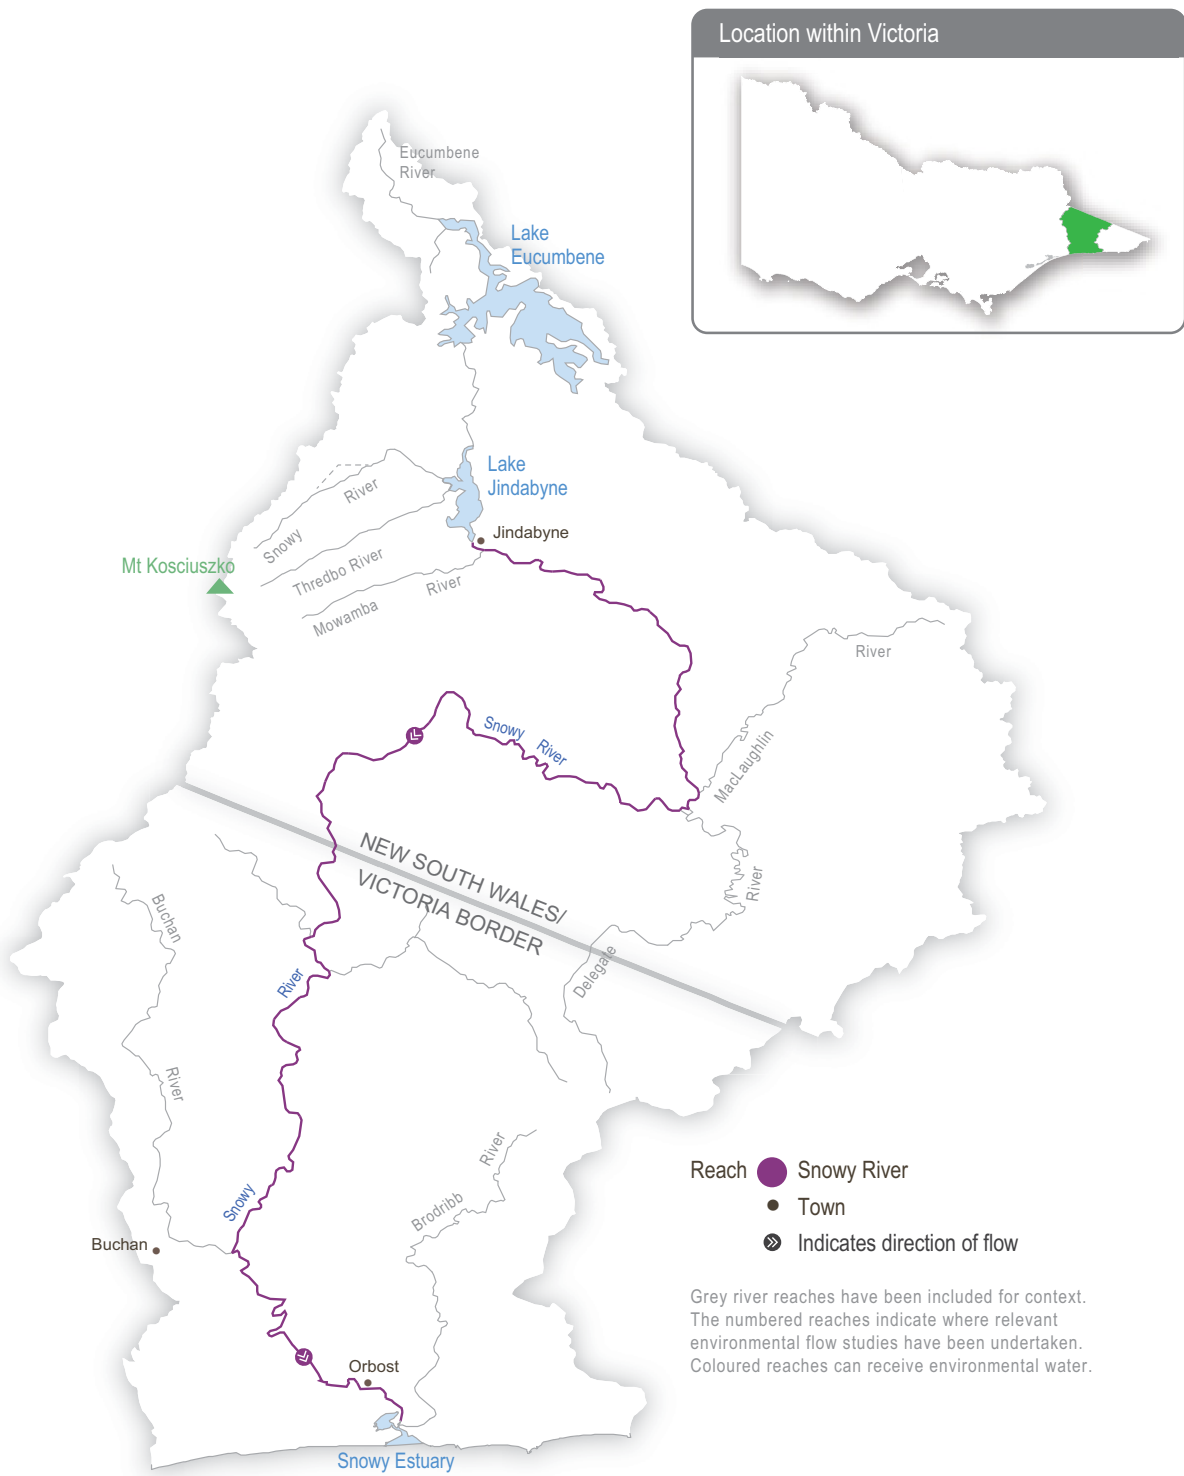 Location within Victoria
Eucumbene
River
Lake
Eucumbene
Lake
Jindabyne
Jindabyne
Snowy
River
Thredbo River
Mowamba
River
Mt Kosciuszko
River
MacLaughlin
Snowy
River
NEW SOUTH WALES/
VICTORIA BORDER
River
Delegate
Buchan
River
River
Snowy
River
Brodribb
Buchan
Orbost
Snowy Estuary
Reach
Snowy River
Town
Indicates direction of flow
Grey river reaches have been included for context.
The numbered reaches indicate where relevant
environmental flow studies have been undertaken.
Coloured reaches can receive environmental water.